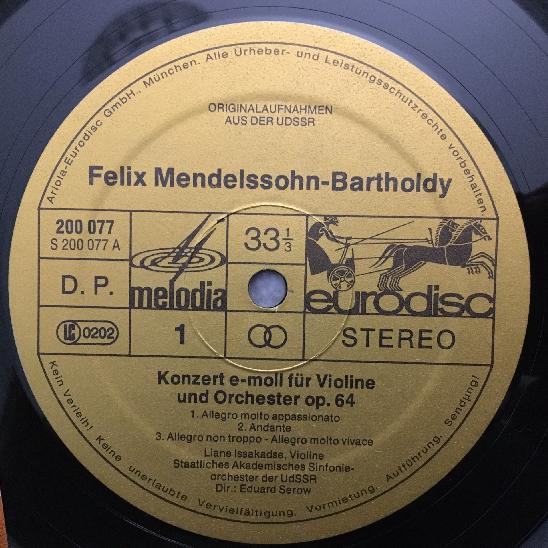 Ariola-Eurodisc GmbH., München. Alle Urheber- und Leistungsschutzrechte vorbehalten.
ORIGINALAUFNAHMEN
AUS DER UDSSR
Felix Mendelssohn-Bartholdy
200 077
S 200 077 A
33 1/3
D. P.
melodia
eurodisc
LC 0202
1
STEREO
Konzert e-moll für Violine
und Orchester op. 64
1. Allegro molto appassionato
2. Andante
3. Allegro non troppo - Allegro molto vivace
Liane Issakadse, Violine
Staatliches Akademisches Sinfonie-
orchester der UdSSR
Dir.: Eduard Serow
Kein Verleih! Keine unerlaubte Vervielfältigung. Vermietung. Aufführung. Sendung!